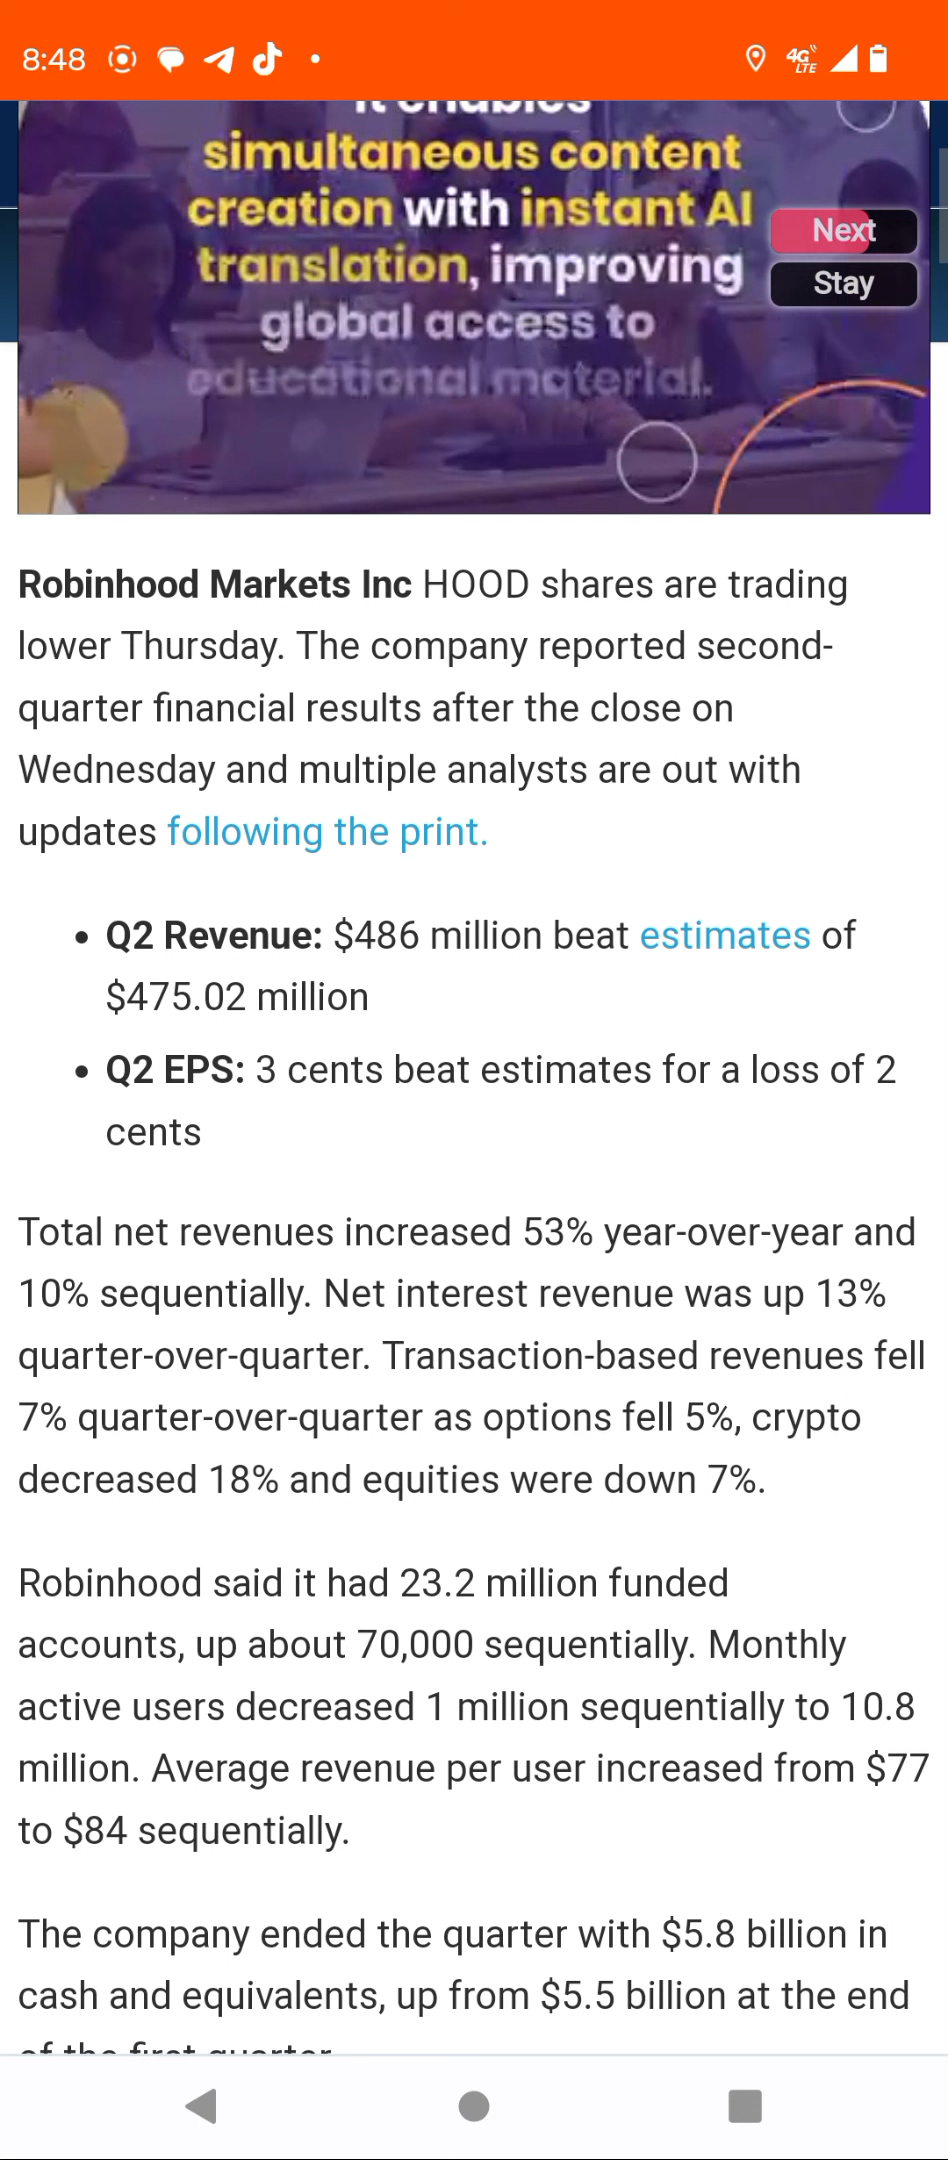 8:48
4G
LTE
It enables
simultaneous content
creation with instant AI
translation, improving
global access to
educational material.
Next
Stay
Robinhood Markets Inc HOOD shares are trading
lower Thursday. The company reported second-
quarter financial results after the close on
Wednesday and multiple analysts are out with
updates following the print.
• Q2 Revenue: $486 million beat estimates of
$475.02 million
• Q2 EPS: 3 cents beat estimates for a loss of 2
cents
Total net revenues increased 53% year-over-year and
10% sequentially. Net interest revenue was up 13%
quarter-over-quarter. Transaction-based revenues fell
7% quarter-over-quarter as options fell 5%, crypto
decreased 18% and equities were down 7%.
Robinhood said it had 23.2 million funded
accounts, up about 70,000 sequentially. Monthly
active users decreased 1 million sequentially to 10.8
million. Average revenue per user increased from $77
to $84 sequentially.
The company ended the quarter with $5.8 billion in
cash and equivalents, up from $5.5 billion at the end
of the first quarter